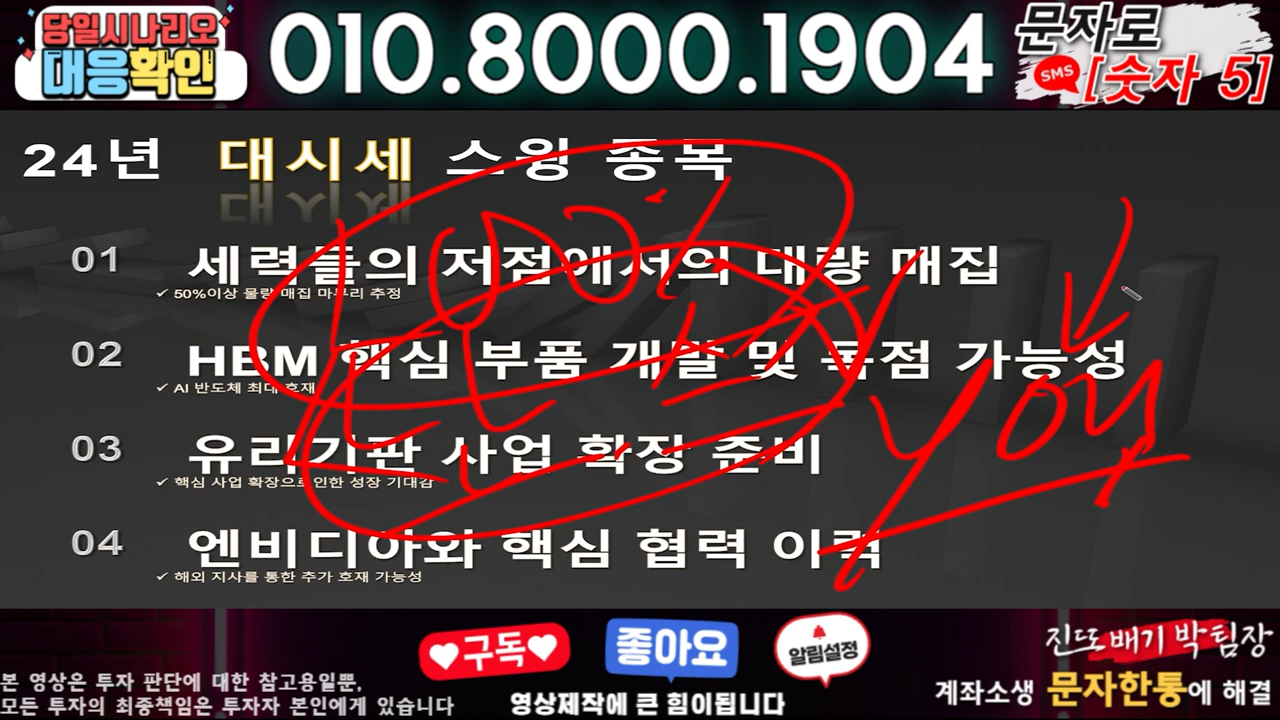 당일시나리오
대응확인
010.8000.1904
문자로
SMS [숫자 5]
24년 대시세 스윙 종목
01 세력들의 저점에서의 대량 매집
✓ 50%이상 물량 매집 마무리 추정
02 HBM 핵심 부품 개발 및 독점 가능성
✓ AI 반도체 최대 호재
03 유리기판 사업 확장 준비
✓ 핵심 사업 확장으로인한 성장 기대감
04 엔비디아와 핵심 협력 이력
✓ 해외 지사를 통한 추가 호재 가능성
구독
좋아요
알림설정
영상제작에 큰 힘이됩니다
본 영상은 투자 판단에 대한 참고용일뿐,
모든 투자의 최종책임은 투자자 본인에게 있습니다
진또배기 박팀장
계좌소생 문자한통에 해결